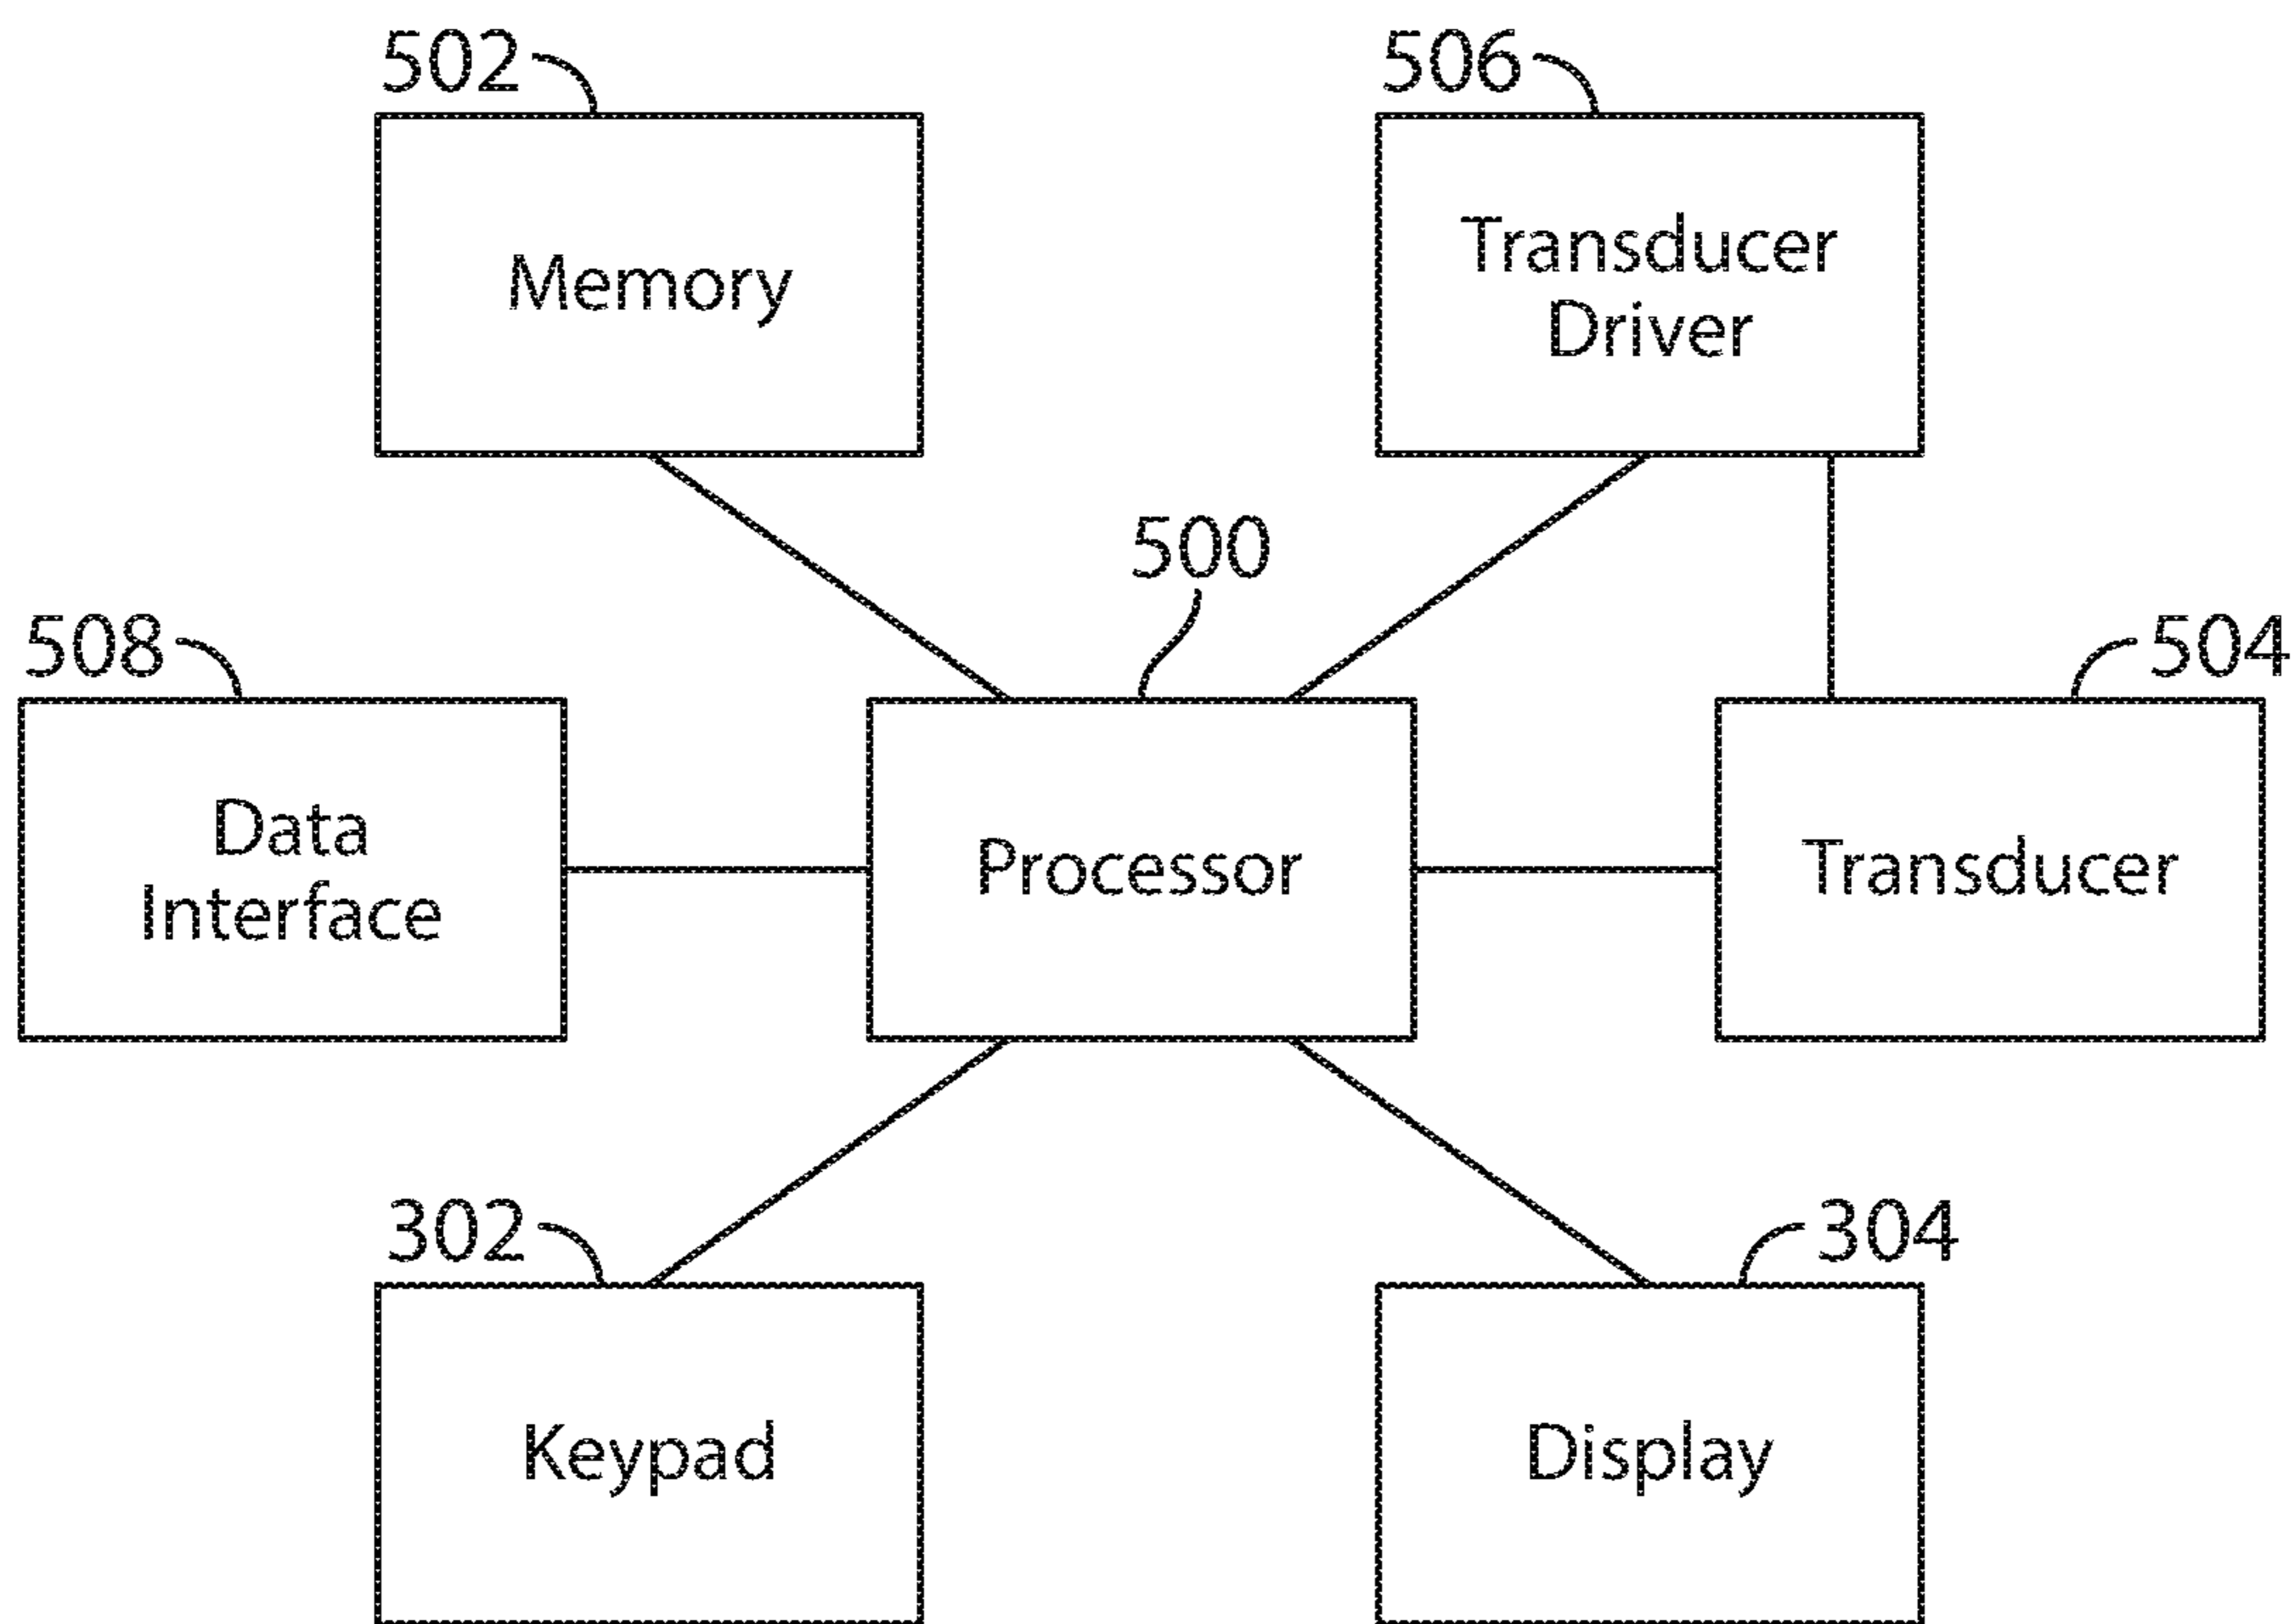 502
506
Memory
Transducer
Driver
500
508
504
Data
Interface
Processor
Transducer
302
304
Keypad
Display